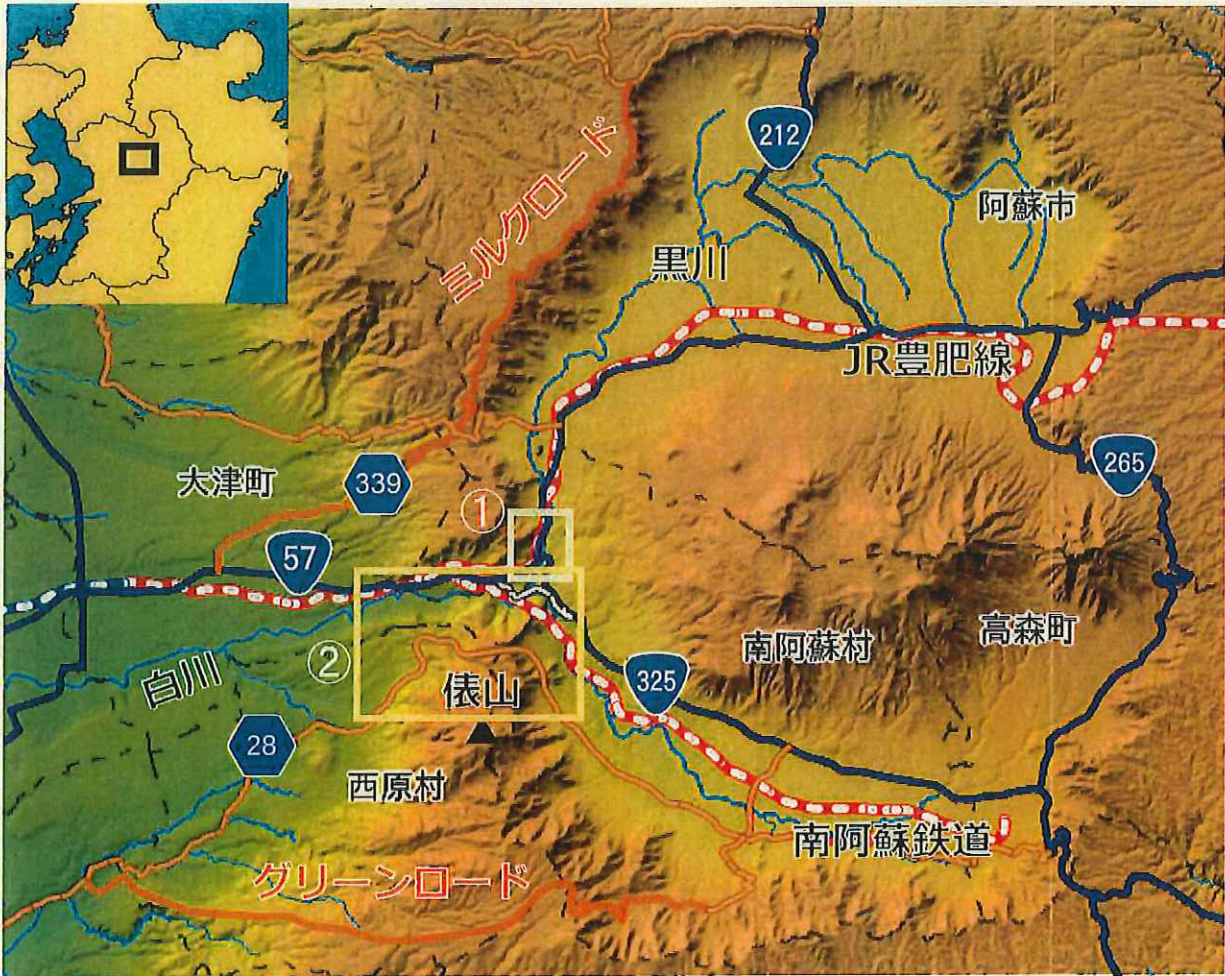 212
阿蘇市
ミルクロード
黒川
JR豊肥線
265
大津町
339
①
57
高森町
南阿蘇村
②
白川
俵山
325
28
西原村
南阿蘇鉄道
グリーンロード